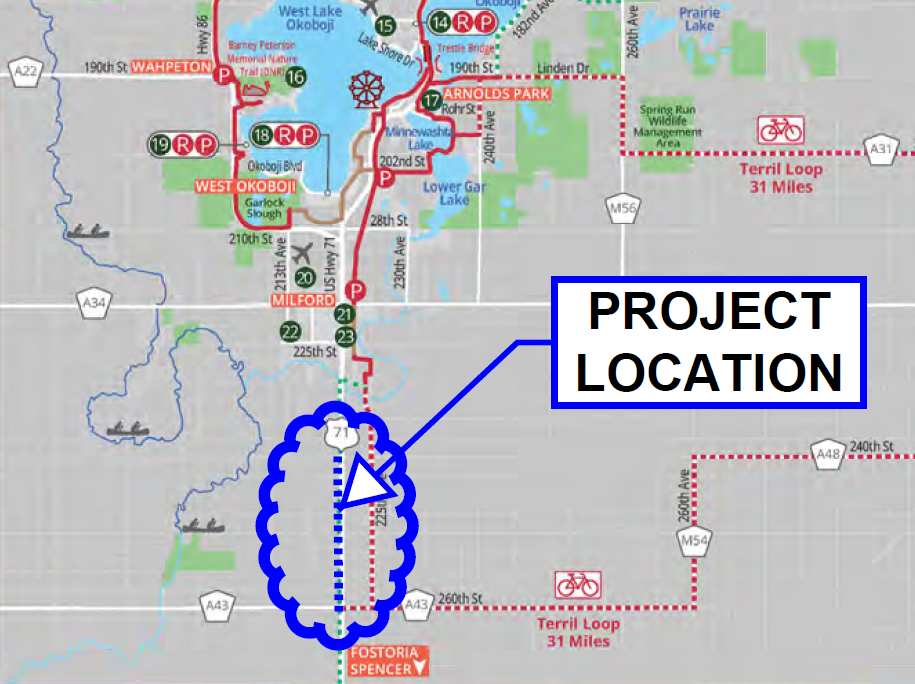 West Lake
Okoboji
Okoboji
182nd Ave
260th Ave
Prairie
Lake
Hwy 86
15
14 R P
Lake Shore Dr
Trestle Bridge
Barney Peterson
Memorial Nature
Trail (DNR)
A22
190th St
WAHPETON
P
16
190th St
Linden Dr
ARNOLDS PARK
17
Rohr St
Spring Run
Wildlife
Management
Area
240th Ave
Minnewashta
Lake
19 R P
18 R P
A31
Okoboji Blvd
202nd St
P
Terril Loop
31 Miles
WEST OKOBOJI
Lower Gar
Lake
Garlock
Slough
M56
28th St
210th St
213th Ave
US Hwy 71
230th Ave
20
P
MILFORD
A34
21
22
23
225th St
PROJECT
LOCATION
71
225t
A48
240th St
260th Ave
M54
A43
A43
260th St
Terril Loop
31 Miles
FOSTORIA
SPENCER